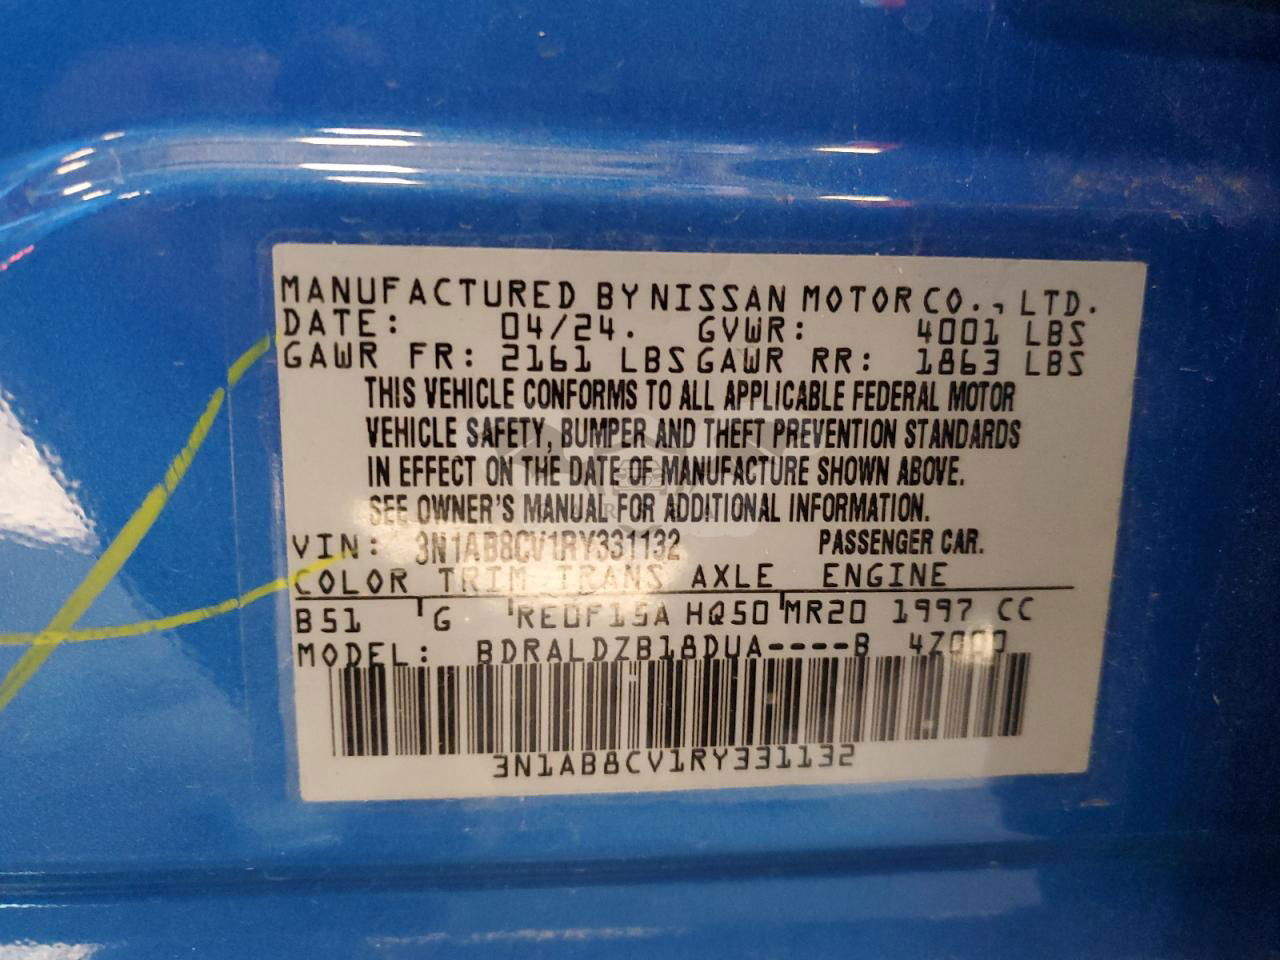 MANUFACTURED BY NISSAN MOTOR CO., LTD.
DATE: 04/24. GVWR: 4001 LBS
GAWR FR: 2161 LBS GAWR RR: 1863 LBS
THIS VEHICLE CONFORMS TO ALL APPLICABLE FEDERAL MOTOR
VEHICLE SAFETY, BUMPER AND THEFT PREVENTION STANDARDS
IN EFFECT ON THE DATE OF MANUFACTURE SHOWN ABOVE.
SEE OWNER'S MANUAL FOR ADDITIONAL INFORMATION.
VIN: 3N1AB8CV1RY331132 PASSENGER CAR.
COLOR TRIM TRANS AXLE ENGINE
B51 G RE0F15A HQ50 MR20 1997 CC
MODEL: BDRALDZB18DUA----B
3N1AB8CV1RY331132